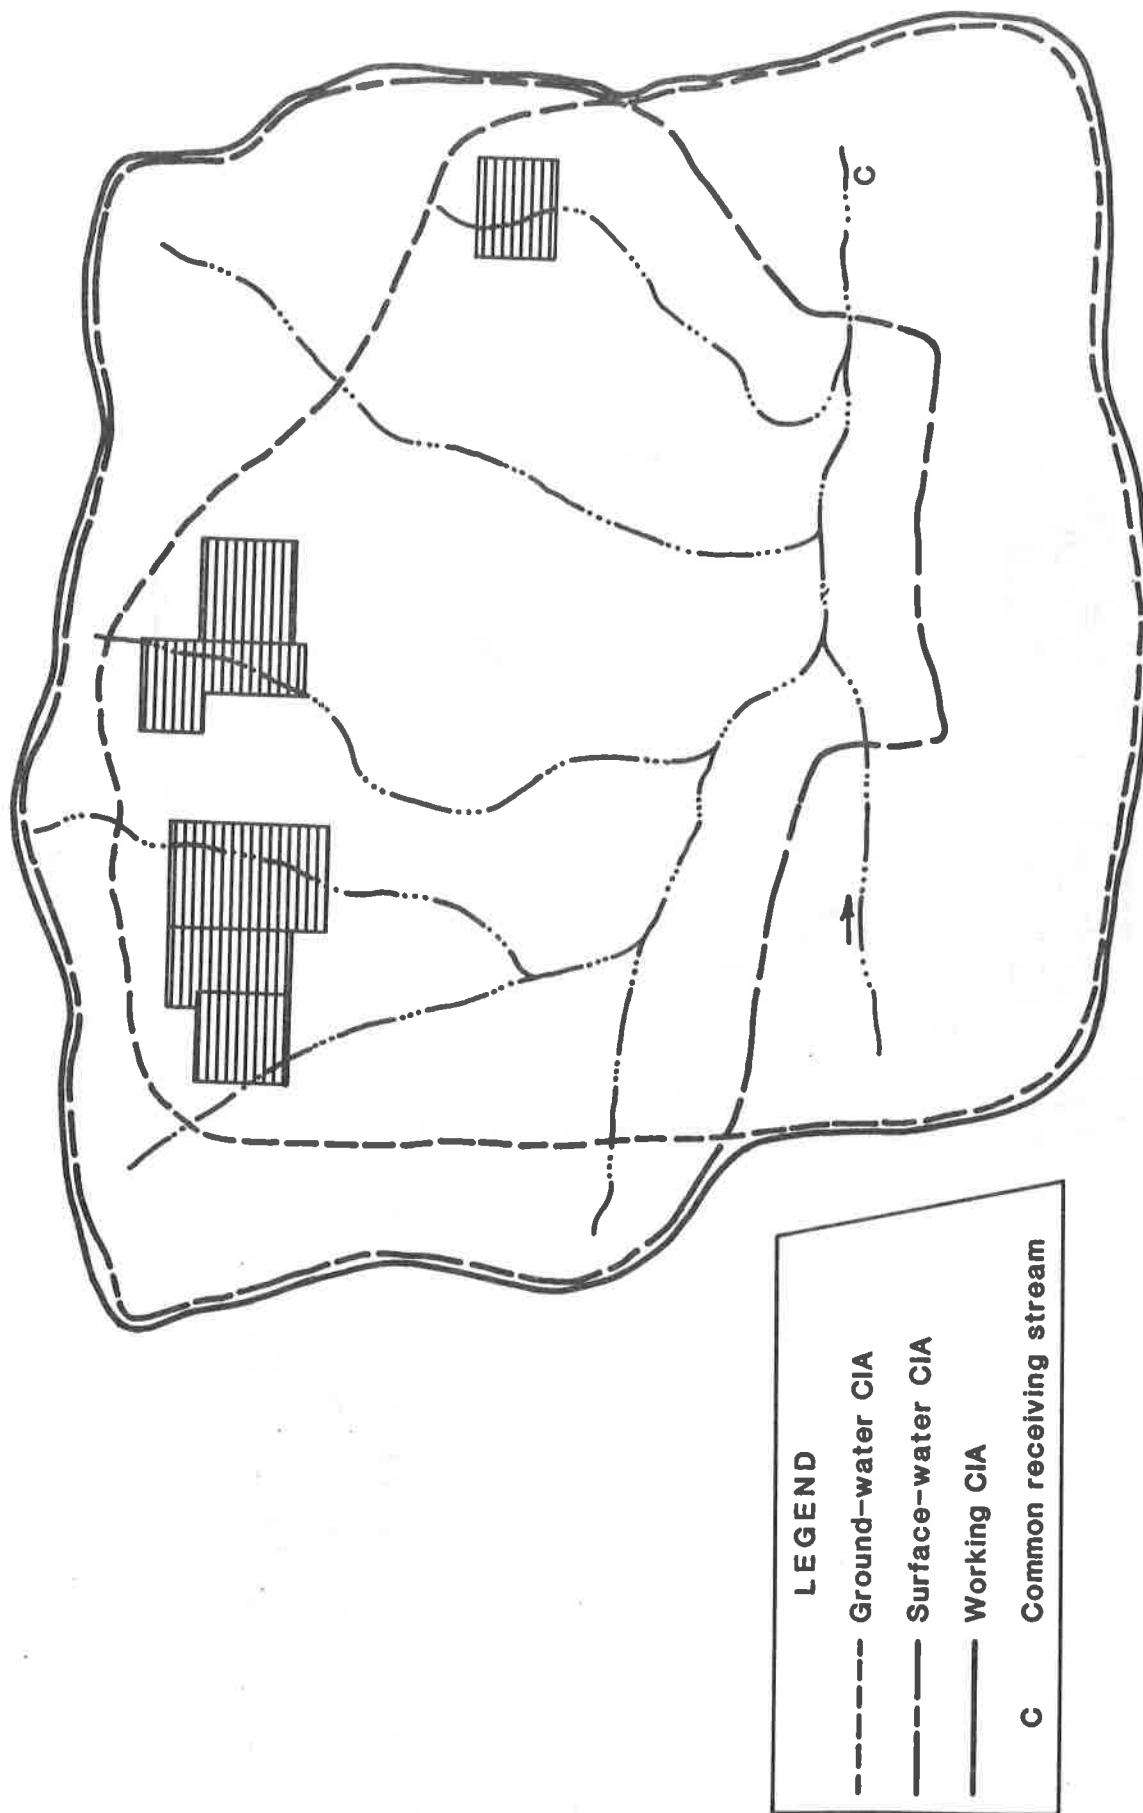 C
LEGEND
Ground-water CIA
Surface-water CIA
Working CIA
C Common receiving stream